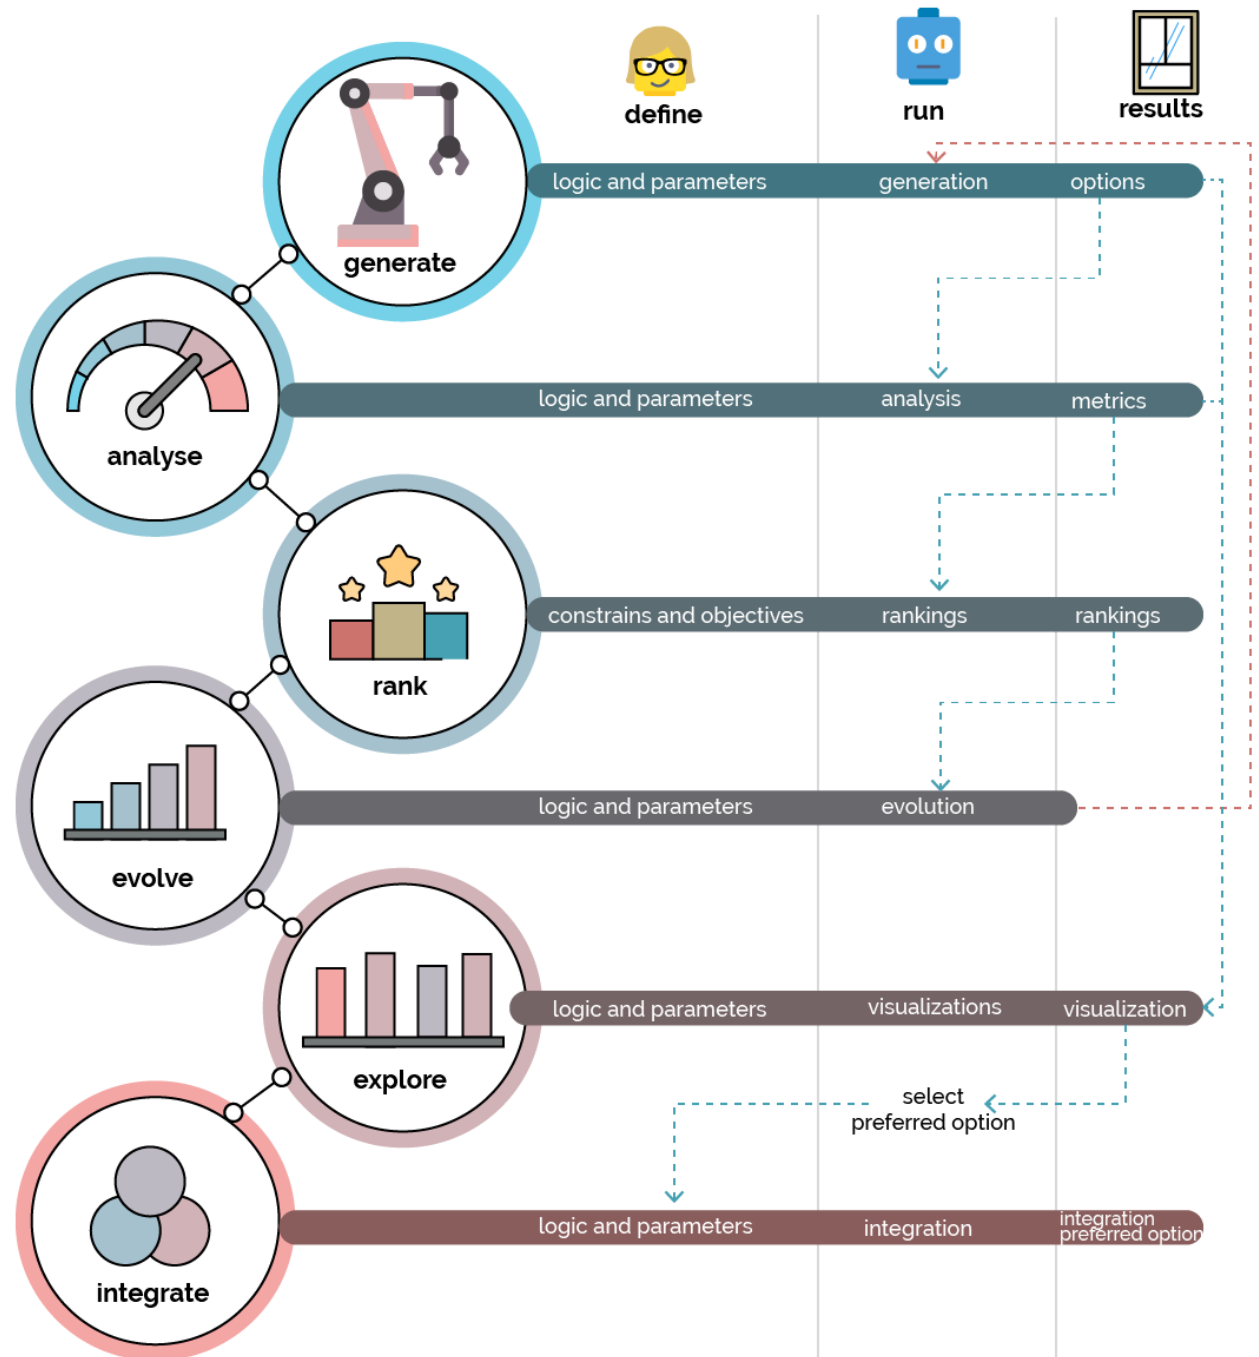 define
run
results
generate
logic and parameters
generation
options
analyse
logic and parameters
analysis
metrics
rank
constrains and objectives
rankings
rankings
evolve
logic and parameters
evolution
explore
logic and parameters
visualizations
visualization
select
preferred option
integrate
logic and parameters
integration
integration
preferred option